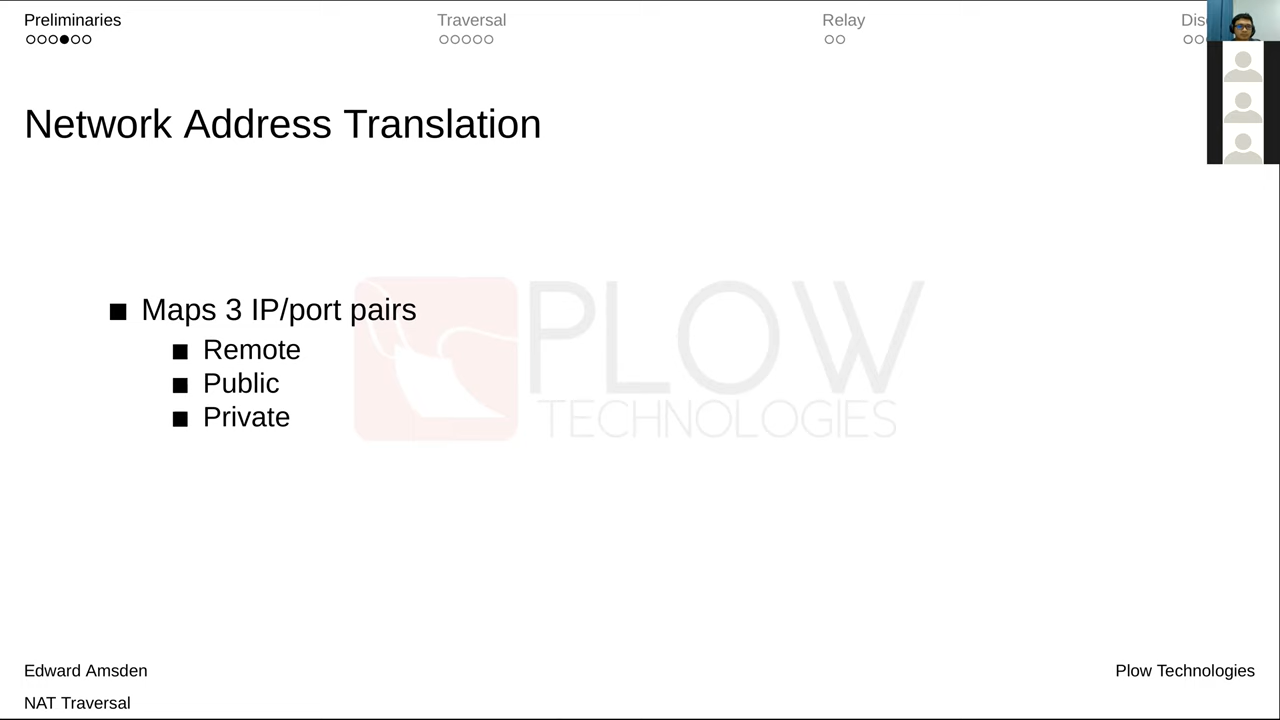 Preliminaries
Traversal
Relay
Network Address Translation
Maps 3 IP/port pairs
Remote
Public
Private
PLOW
TECHNOLOGIES
Edward Amsden
Plow Technologies
NAT Traversal